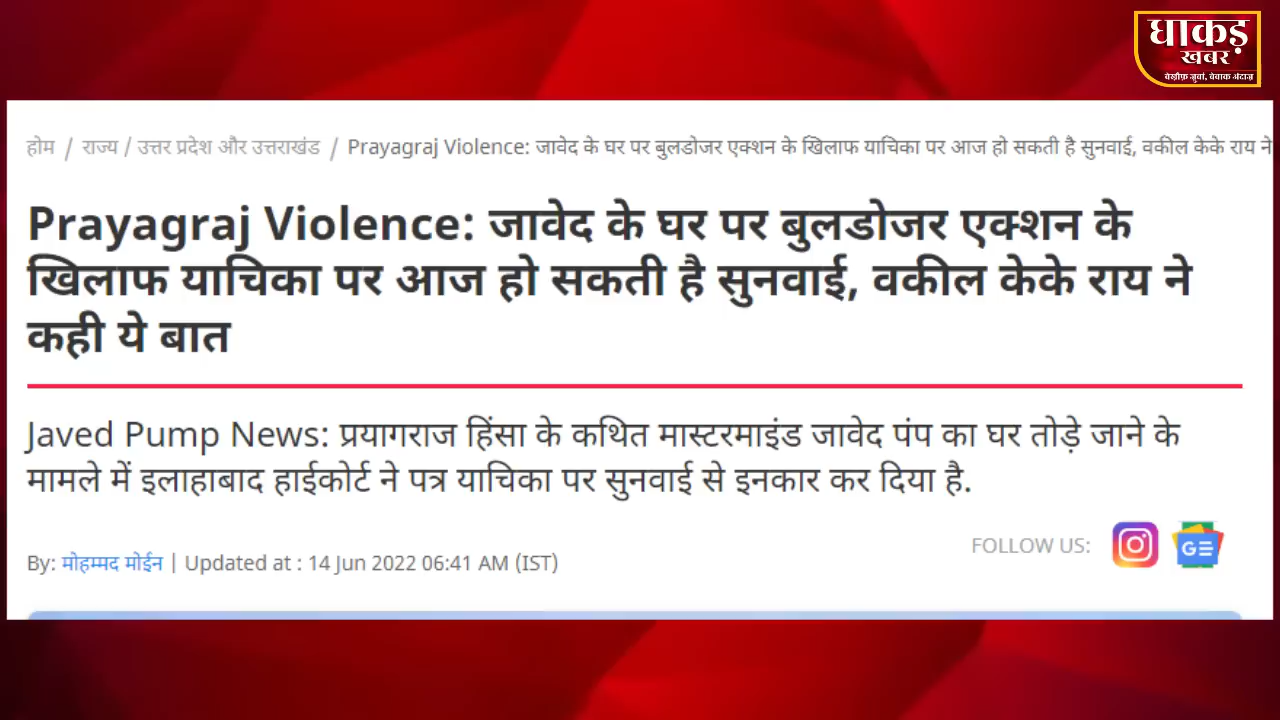 धाकड़
खबर
बेख़ौफ़ जुबां, बेवाक अंदाज़
होम / राज्य / उत्तर प्रदेश और उत्तराखंड / Prayagraj Violence: जावेद के घर पर बुलडोजर एक्शन के खिलाफ याचिका पर आज हो सकती है सुनवाई, वकील केके राय ने
Prayagraj Violence: जावेद के घर पर बुलडोजर एक्शन के
खिलाफ याचिका पर आज हो सकती है सुनवाई, वकील केके राय ने
कही ये बात
Javed Pump News: प्रयागराज हिंसा के कथित मास्टरमाइंड जावेद पंप का घर तोड़े जाने के
मामले में इलाहाबाद हाईकोर्ट ने पत्र याचिका पर सुनवाई से इनकार कर दिया है.
FOLLOW US:
By: मोहम्मद मोईन | Updated at : 14 Jun 2022 06:41 AM (IST)